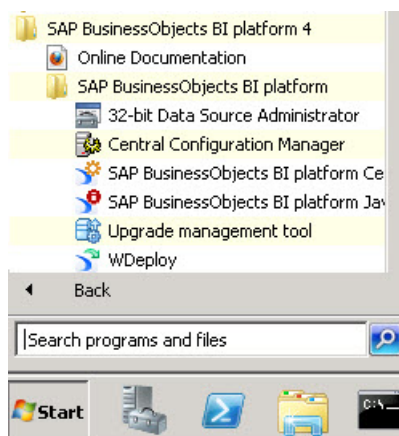 SAP BusinessObjects BI platform 4
Online Documentation
SAP BusinessObjects BI platform
32-bit Data Source Administrator
Central Configuration Manager
SAP BusinessObjects BI platform Ce
SAP BusinessObjects BI platform Jav
Upgrade management tool
WDeploy
Back
Search programs and files
Start
C:\